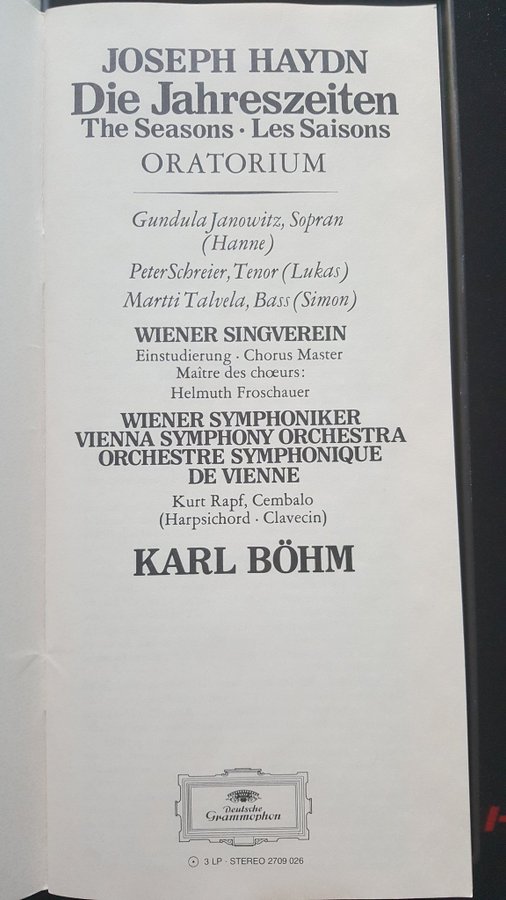 JOSEPH HAYDN
Die Jahreszeiten
The Seasons · Les Saisons
ORATORIUM
Gundula Janowitz, Sopran
(Hanne)
Peter Schreier, Tenor (Lukas)
Martti Talvela, Bass (Simon)
WIENER SINGVEREIN
Einstudierung · Chorus Master
Maître des chœurs:
Helmuth Froschauer
WIENER SYMPHONIKER
VIENNA SYMPHONY ORCHESTRA
ORCHESTRE SYMPHONIQUE
DE VIENNE
Kurt Rapf, Cembalo
(Harpsichord · Clavecin)
KARL BÖHM
Deutsche
Grammophon
3 LP · STEREO 2709 026